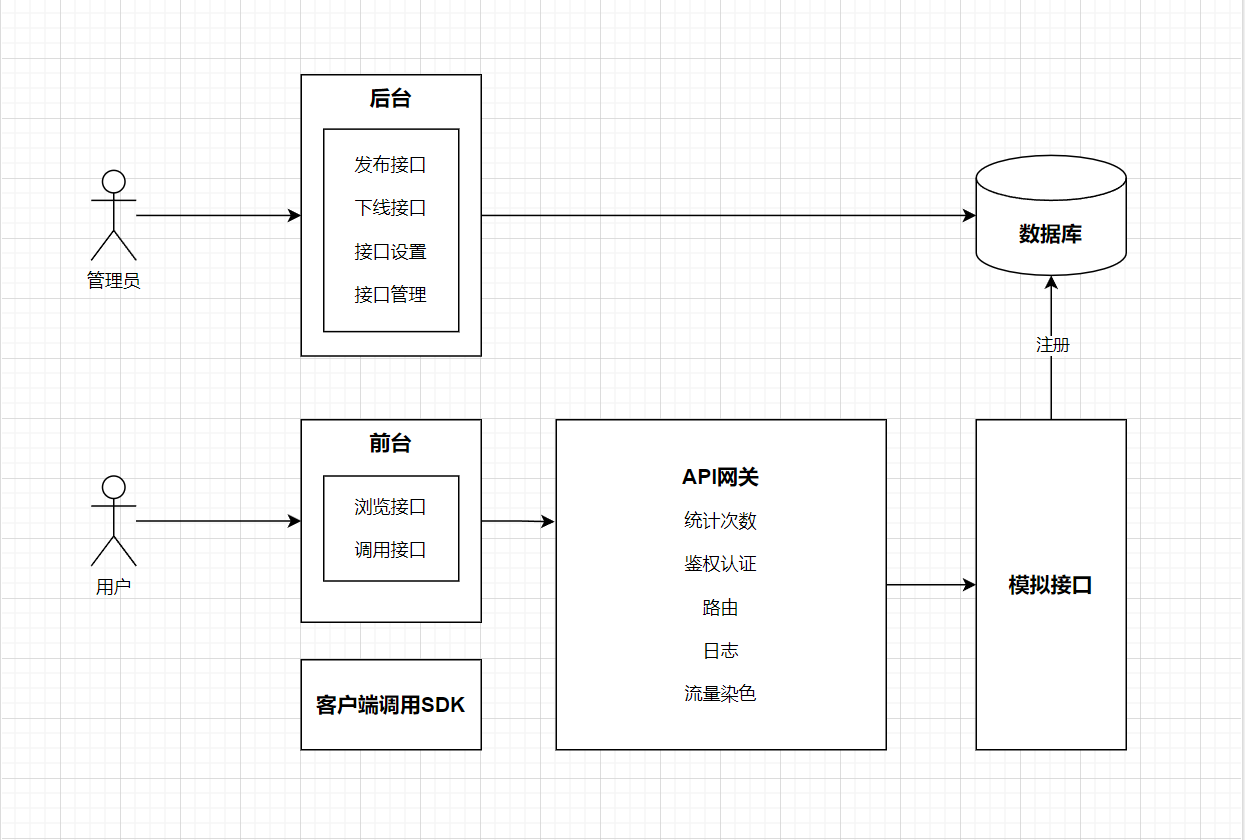 后台
发布接口
下线接口
接口设置
接口管理
管理员
数据库
注册
前台
浏览接口
调用接口
用户
API网关
统计次数
鉴权认证
路由
日志
流量染色
模拟接口
客户端调用SDK